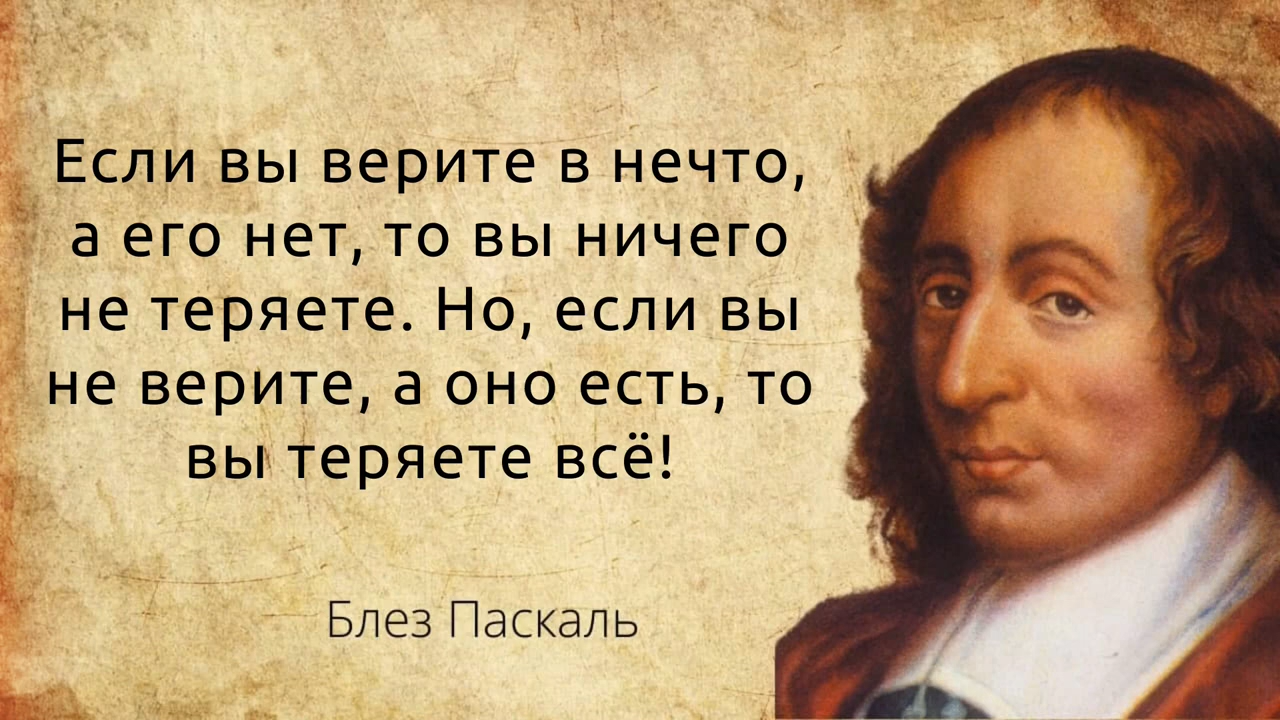 Если вы верите в нечто,
а его нет, то вы ничего
не теряете. Но, если вы
не верите, а оно есть, то
вы теряете всё!
Блез Паскаль